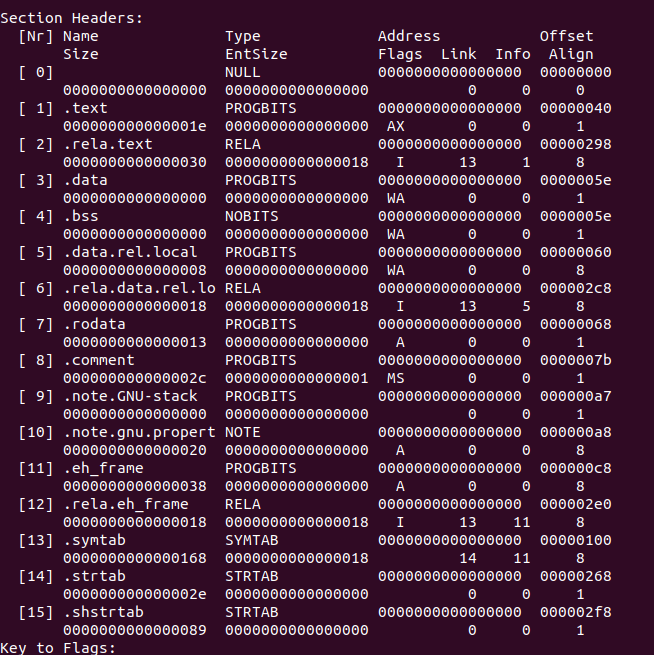 Section Headers:
  [Nr] Name              Type             Address           Offset
       Size              EntSize          Flags  Link  Info  Align
  [ 0]                   NULL             0000000000000000  00000000
       0000000000000000  0000000000000000           0     0     0
  [ 1] .text             PROGBITS         0000000000000000  00000040
       000000000000001e  0000000000000000  AX       0     0     1
  [ 2] .rela.text        RELA             0000000000000000  00000298
       0000000000000030  0000000000000018   I      13     1     8
  [ 3] .data             PROGBITS         0000000000000000  0000005e
       0000000000000000  0000000000000000  WA       0     0     1
  [ 4] .bss              NOBITS           0000000000000000  0000005e
       0000000000000000  0000000000000000  WA       0     0     1
  [ 5] .data.rel.local   PROGBITS         0000000000000000  00000060
       0000000000000008  0000000000000000  WA       0     0     8
  [ 6] .rela.data.rel.lo RELA             0000000000000000  000002c8
       0000000000000018  0000000000000018   I      13     5     8
  [ 7] .rodata           PROGBITS         0000000000000000  00000068
       0000000000000013  0000000000000000   A       0     0     1
  [ 8] .comment          PROGBITS         0000000000000000  0000007b
       000000000000002c  0000000000000001  MS       0     0     1
  [ 9] .note.GNU-stack   PROGBITS         0000000000000000  000000a7
       0000000000000000  0000000000000000           0     0     1
  [10] .note.gnu.propert NOTE             0000000000000000  000000a8
       0000000000000020  0000000000000000   A       0     0     8
  [11] .eh_frame         PROGBITS         0000000000000000  000000c8
       0000000000000038  0000000000000000   A       0     0     8
  [12] .rela.eh_frame    RELA             0000000000000000  000002e0
       0000000000000018  0000000000000018   I      13    11     8
  [13] .symtab           SYMTAB           0000000000000000  00000100
       0000000000000168  0000000000000018          14    11     8
  [14] .strtab           STRTAB           0000000000000000  00000268
       000000000000002e  0000000000000000           0     0     1
  [15] .shstrtab         STRTAB           0000000000000000  000002f8
       0000000000000089  0000000000000000           0     0     1
Key to Flags: